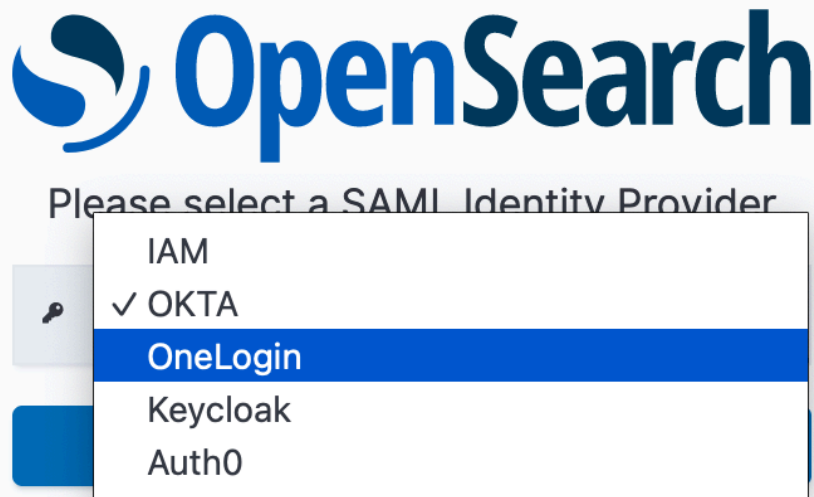 OpenSearch
Please select a SAML Identity Provider
IAM
✓ OKTA
OneLogin
Keycloak
Auth0